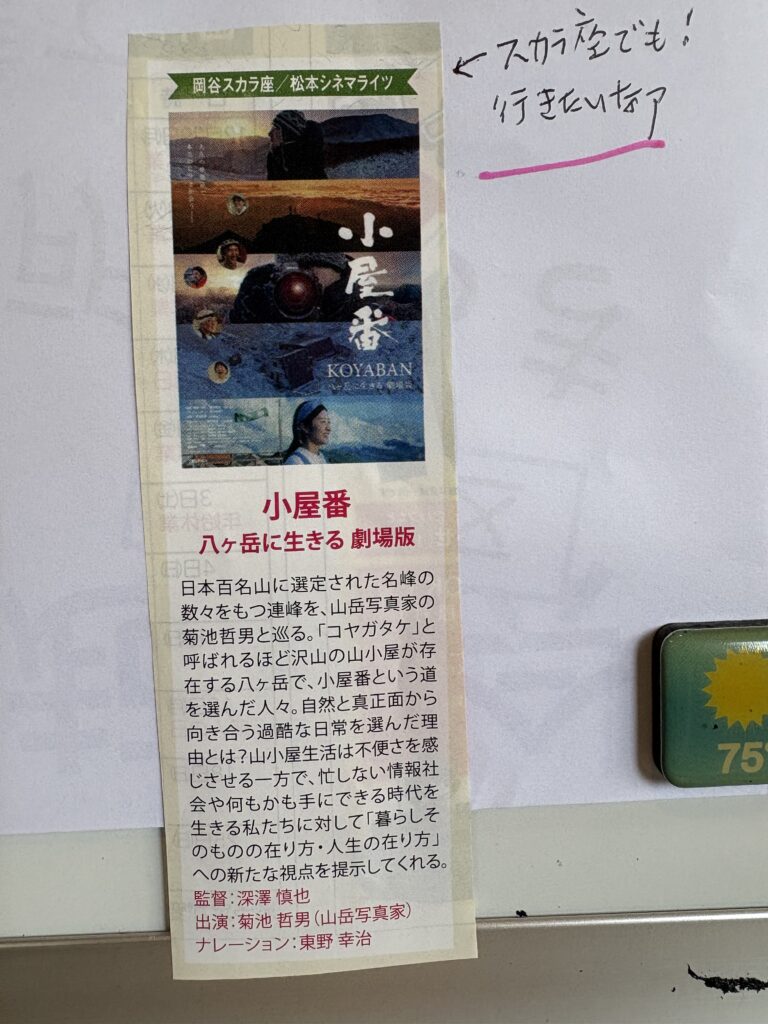 岡谷スカラ座／松本シネマライツ
←スカラ座でも!
行きたいなア
小屋番
KOYABAN
八ヶ岳に生きる 劇場版
小屋番
八ヶ岳に生きる 劇場版
日本百名山に選定された名峰の
数々をもつ連峰を、山岳写真家の
菊池哲男と巡る。「コヤガタケ」と
呼ばれるほど沢山の山小屋が存
在する八ヶ岳で、小屋番という道
を選んだ人々。自然と真正面から
向き合う過酷な日常を選んだ理
由とは?山小屋生活は不便さを感
じさせる一方で、忙しない情報社
会や何もかも手にできる時代を
生きる私たちに対して「暮らしそ
のものの在り方・人生の在り方」
への新たな視点を提示してくれる。
監督:深澤 慎也
出演:菊池 哲男(山岳写真家)
ナレーション:東野 幸治
75°